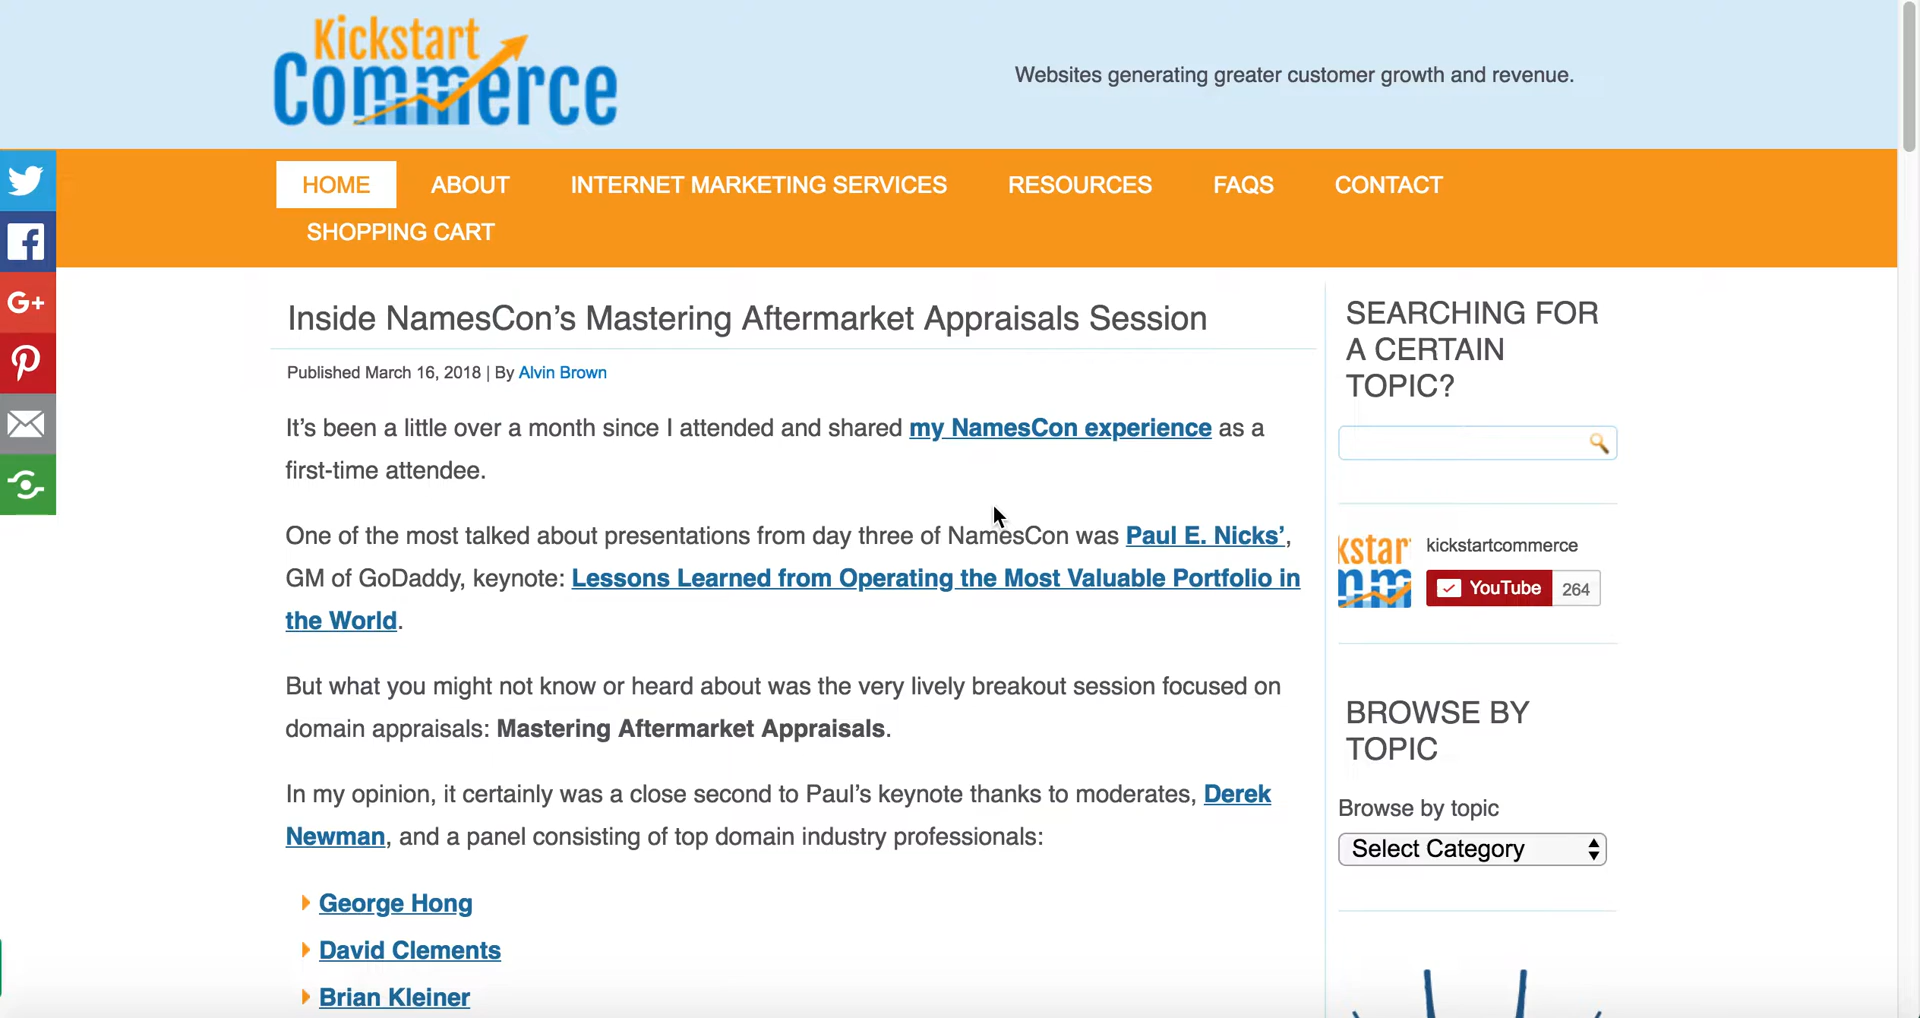 Kickstart
Commerce
Websites generating greater customer growth and revenue.
HOME
ABOUT
INTERNET MARKETING SERVICES
RESOURCES
FAQS
CONTACT
SHOPPING CART
G+
Inside NamesCon’s Mastering Aftermarket Appraisals Session
Published March 16, 2018 | By Alvin Brown
It’s been a little over a month since I attended and shared my NamesCon experience as a
first-time attendee.
One of the most talked about presentations from day three of NamesCon was Paul E. Nicks’,
GM of GoDaddy, keynote: Lessons Learned from Operating the Most Valuable Portfolio in
the World.
But what you might not know or heard about was the very lively breakout session focused on
domain appraisals: Mastering Aftermarket Appraisals.
In my opinion, it certainly was a close second to Paul’s keynote thanks to moderates, Derek
Newman, and a panel consisting of top domain industry professionals:
George Hong
David Clements
Brian Kleiner
SEARCHING FOR
A CERTAIN
TOPIC?
kickstartcommerce
YouTube 264
BROWSE BY
TOPIC
Browse by topic
Select Category